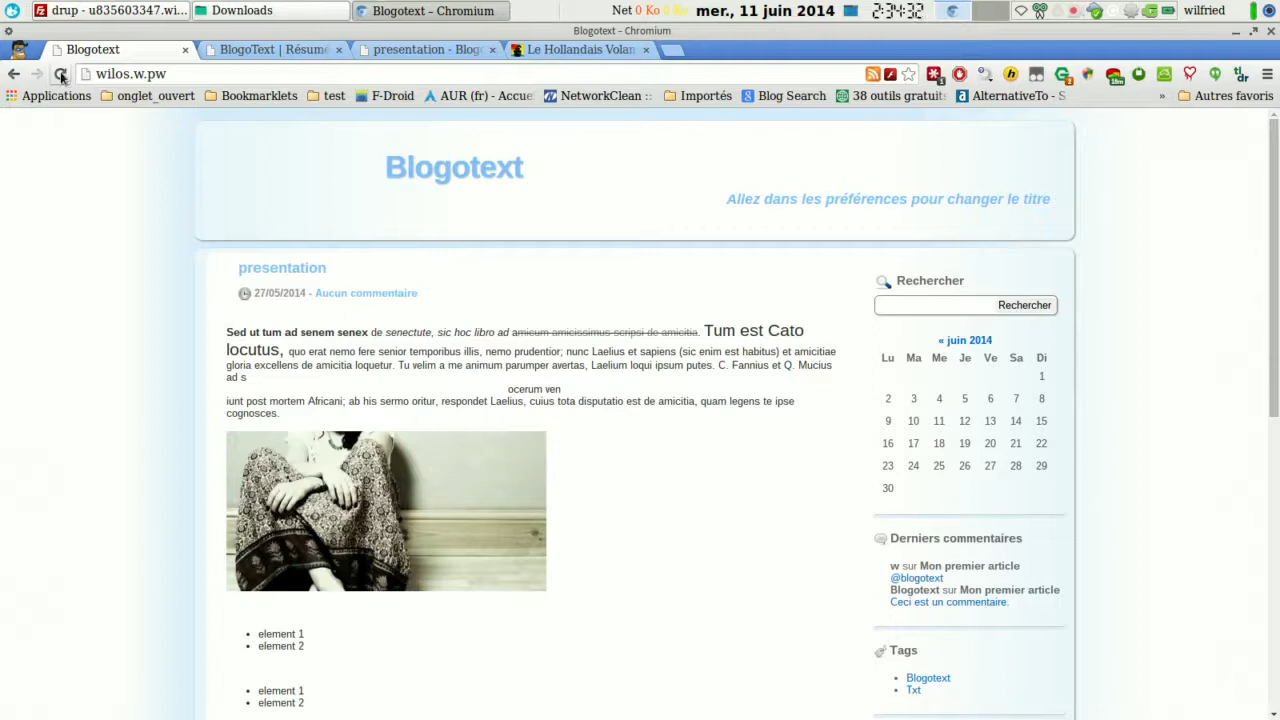 drup - u835603347.wi...
Downloads
Blogotext – Chromium
Net 0 Ko 0 Ko
mer., 11 juin 2014
2:34:32
wilfried
Blogotext – Chromium
Blogotext
BlogoText | Résumé
presentation - Blogo
Le Hollandais Volan
wilos.w.pw
Applications
onglet_ouvert
Bookmarklets
test
F-Droid
AUR (fr) - Accue
NetworkClean ::
Importés
Blog Search
38 outils gratuits
AlternativeTo - S
»
Autres favoris
Blogotext
Allez dans les préférences pour changer le titre
presentation
27/05/2014 - Aucun commentaire
Sed ut tum ad senem senex de senectute, sic hoc libro ad amicum amicissimus scripsi de amicitia. Tum est Cato
locutus, quo erat nemo fere senior temporibus illis, nemo prudentior; nunc Laelius et sapiens (sic enim est habitus) et amicitiae
gloria excellens de amicitia loquetur. Tu velim a me animum parumper avertas, Laelium loqui ipsum putes. C. Fannius et Q. Mucius
ad s
ocerum ven
iunt post mortem Africani; ab his sermo oritur, respondet Laelius, cuius tota disputatio est de amicitia, quam legens te ipse
cognosces.
element 1
element 2
element 1
element 2
Rechercher
Rechercher
« juin 2014
Lu Ma Me Je Ve Sa Di
1
2 3 4 5 6 7 8
9 10 11 12 13 14 15
16 17 18 19 20 21 22
23 24 25 26 27 28 29
30
Derniers commentaires
w sur Mon premier article
@blogotext
Blogotext sur Mon premier article
Ceci est un commentaire.
Tags
Blogotext
Txt